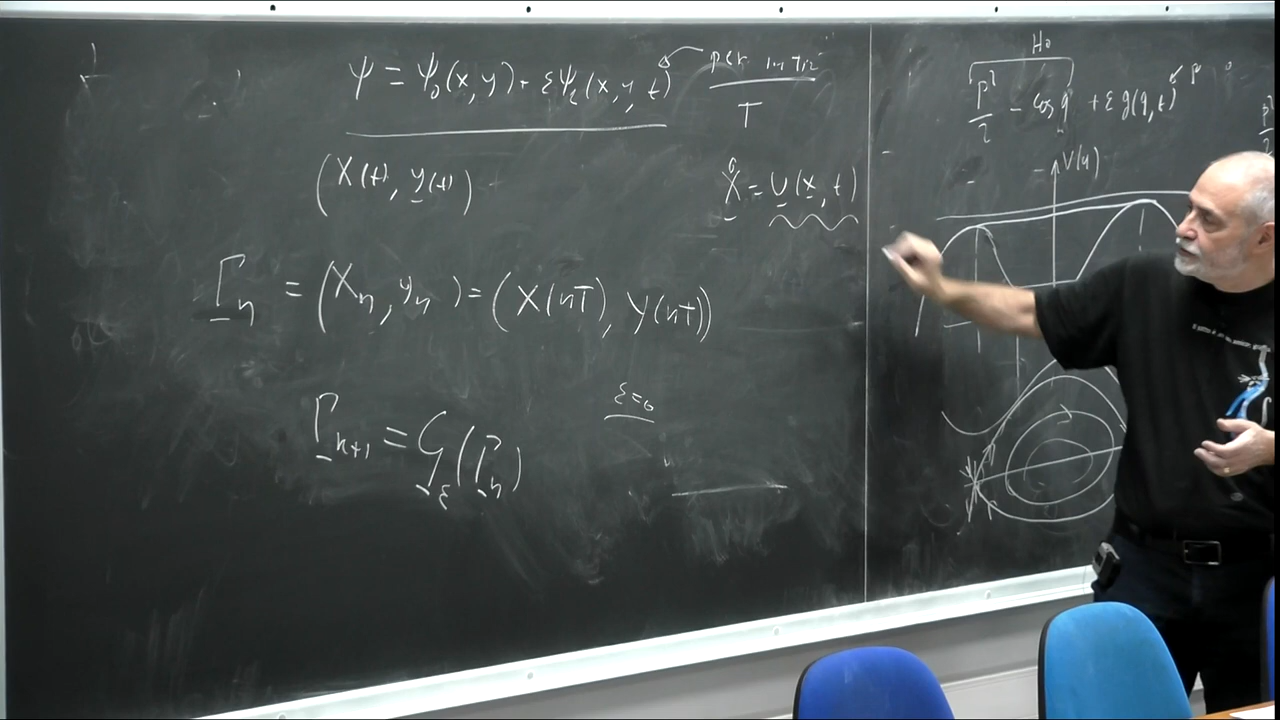 ψ = ψ₀(x,y) + εψ₁(x,y,t) per in T
T
(X(t), y(t))
Ẋ = U(x, t)
Γₙ = (Xₙ, yₙ) = (X(nT), Y(nT))
Γₙ₊₁ = G_ε(Γₙ)
ε=0
H₀
p²/2 - cos q + ε g(q,t)
V(q)